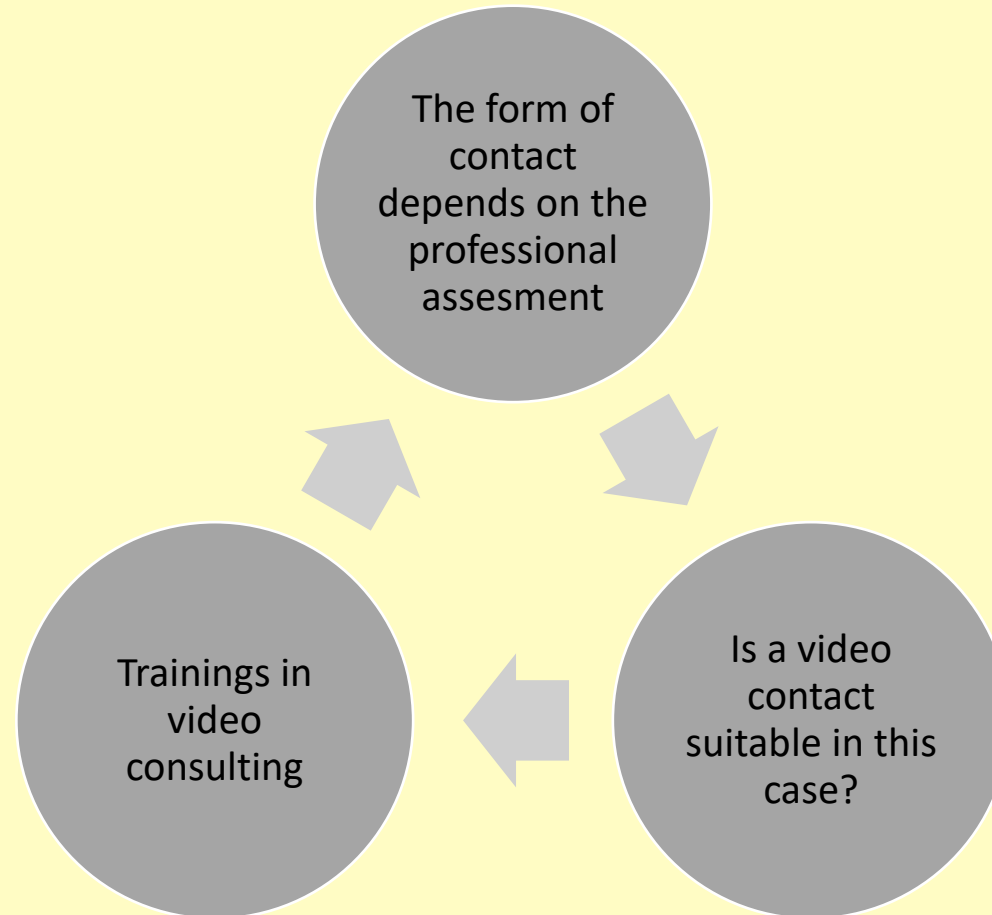 The form of
contact
depends on the
professional
assesment
Is a video
contact
suitable in this
case?
Trainings in
video
consulting